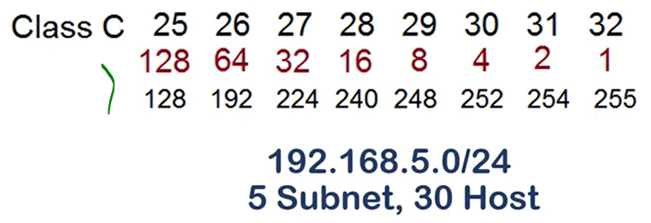 Class C 25 26 27 28 29 30 31 32
128 64 32 16 8 4 2 1
128 192 224 240 248 252 254 255
192.168.5.0/24
5 Subnet, 30 Host